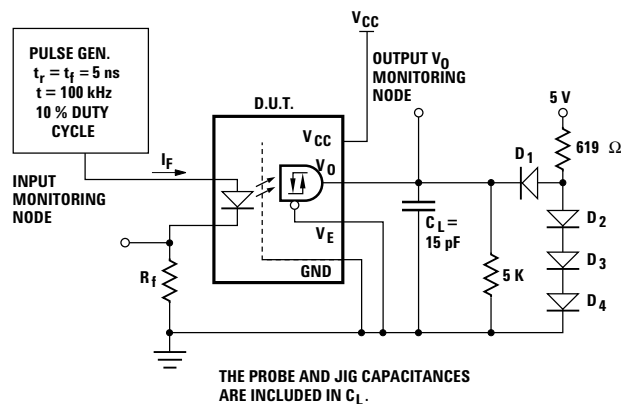 PULSE GEN.
tr = tf = 5 ns
t = 100 kHz
10 % DUTY
CYCLE
INPUT
MONITORING
NODE
IF
Rf
D.U.T.
VCC
VO
VE
GND
VCC
OUTPUT VO
MONITORING
NODE
CL =
15 pF
5 K
5 V
619 Ω
D1
D2
D3
D4
THE PROBE AND JIG CAPACITANCES
ARE INCLUDED IN CL.